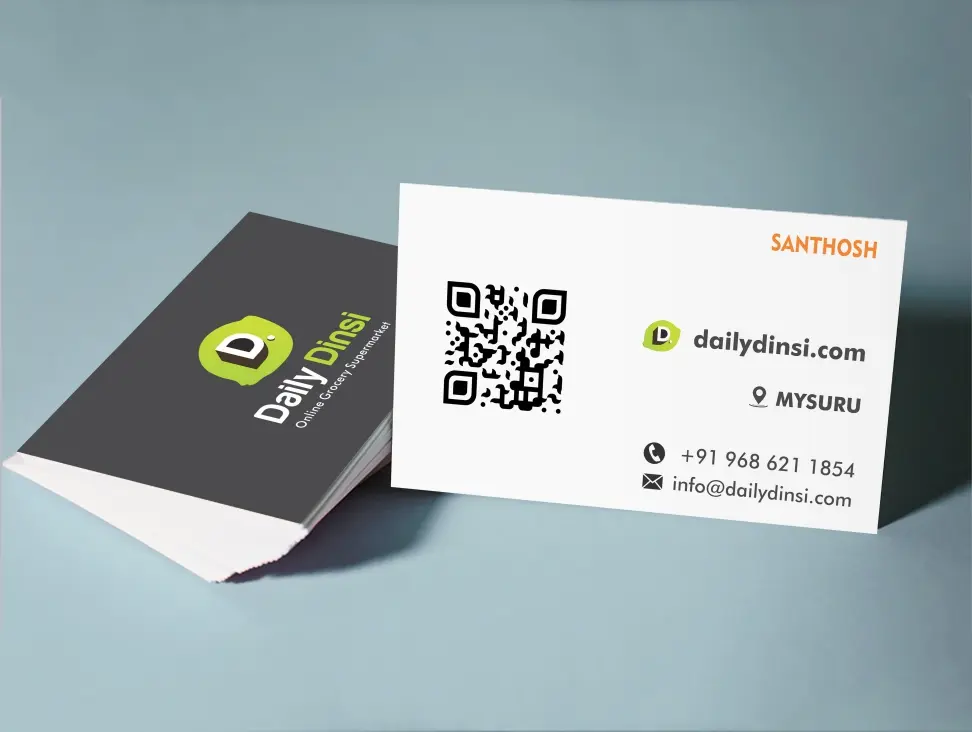 D.
Daily Dinsi
Online Grocery Supermarket
SANTHOSH
D.
dailydinsi.com
MYSURU
+91 968 621 1854
info@dailydinsi.com